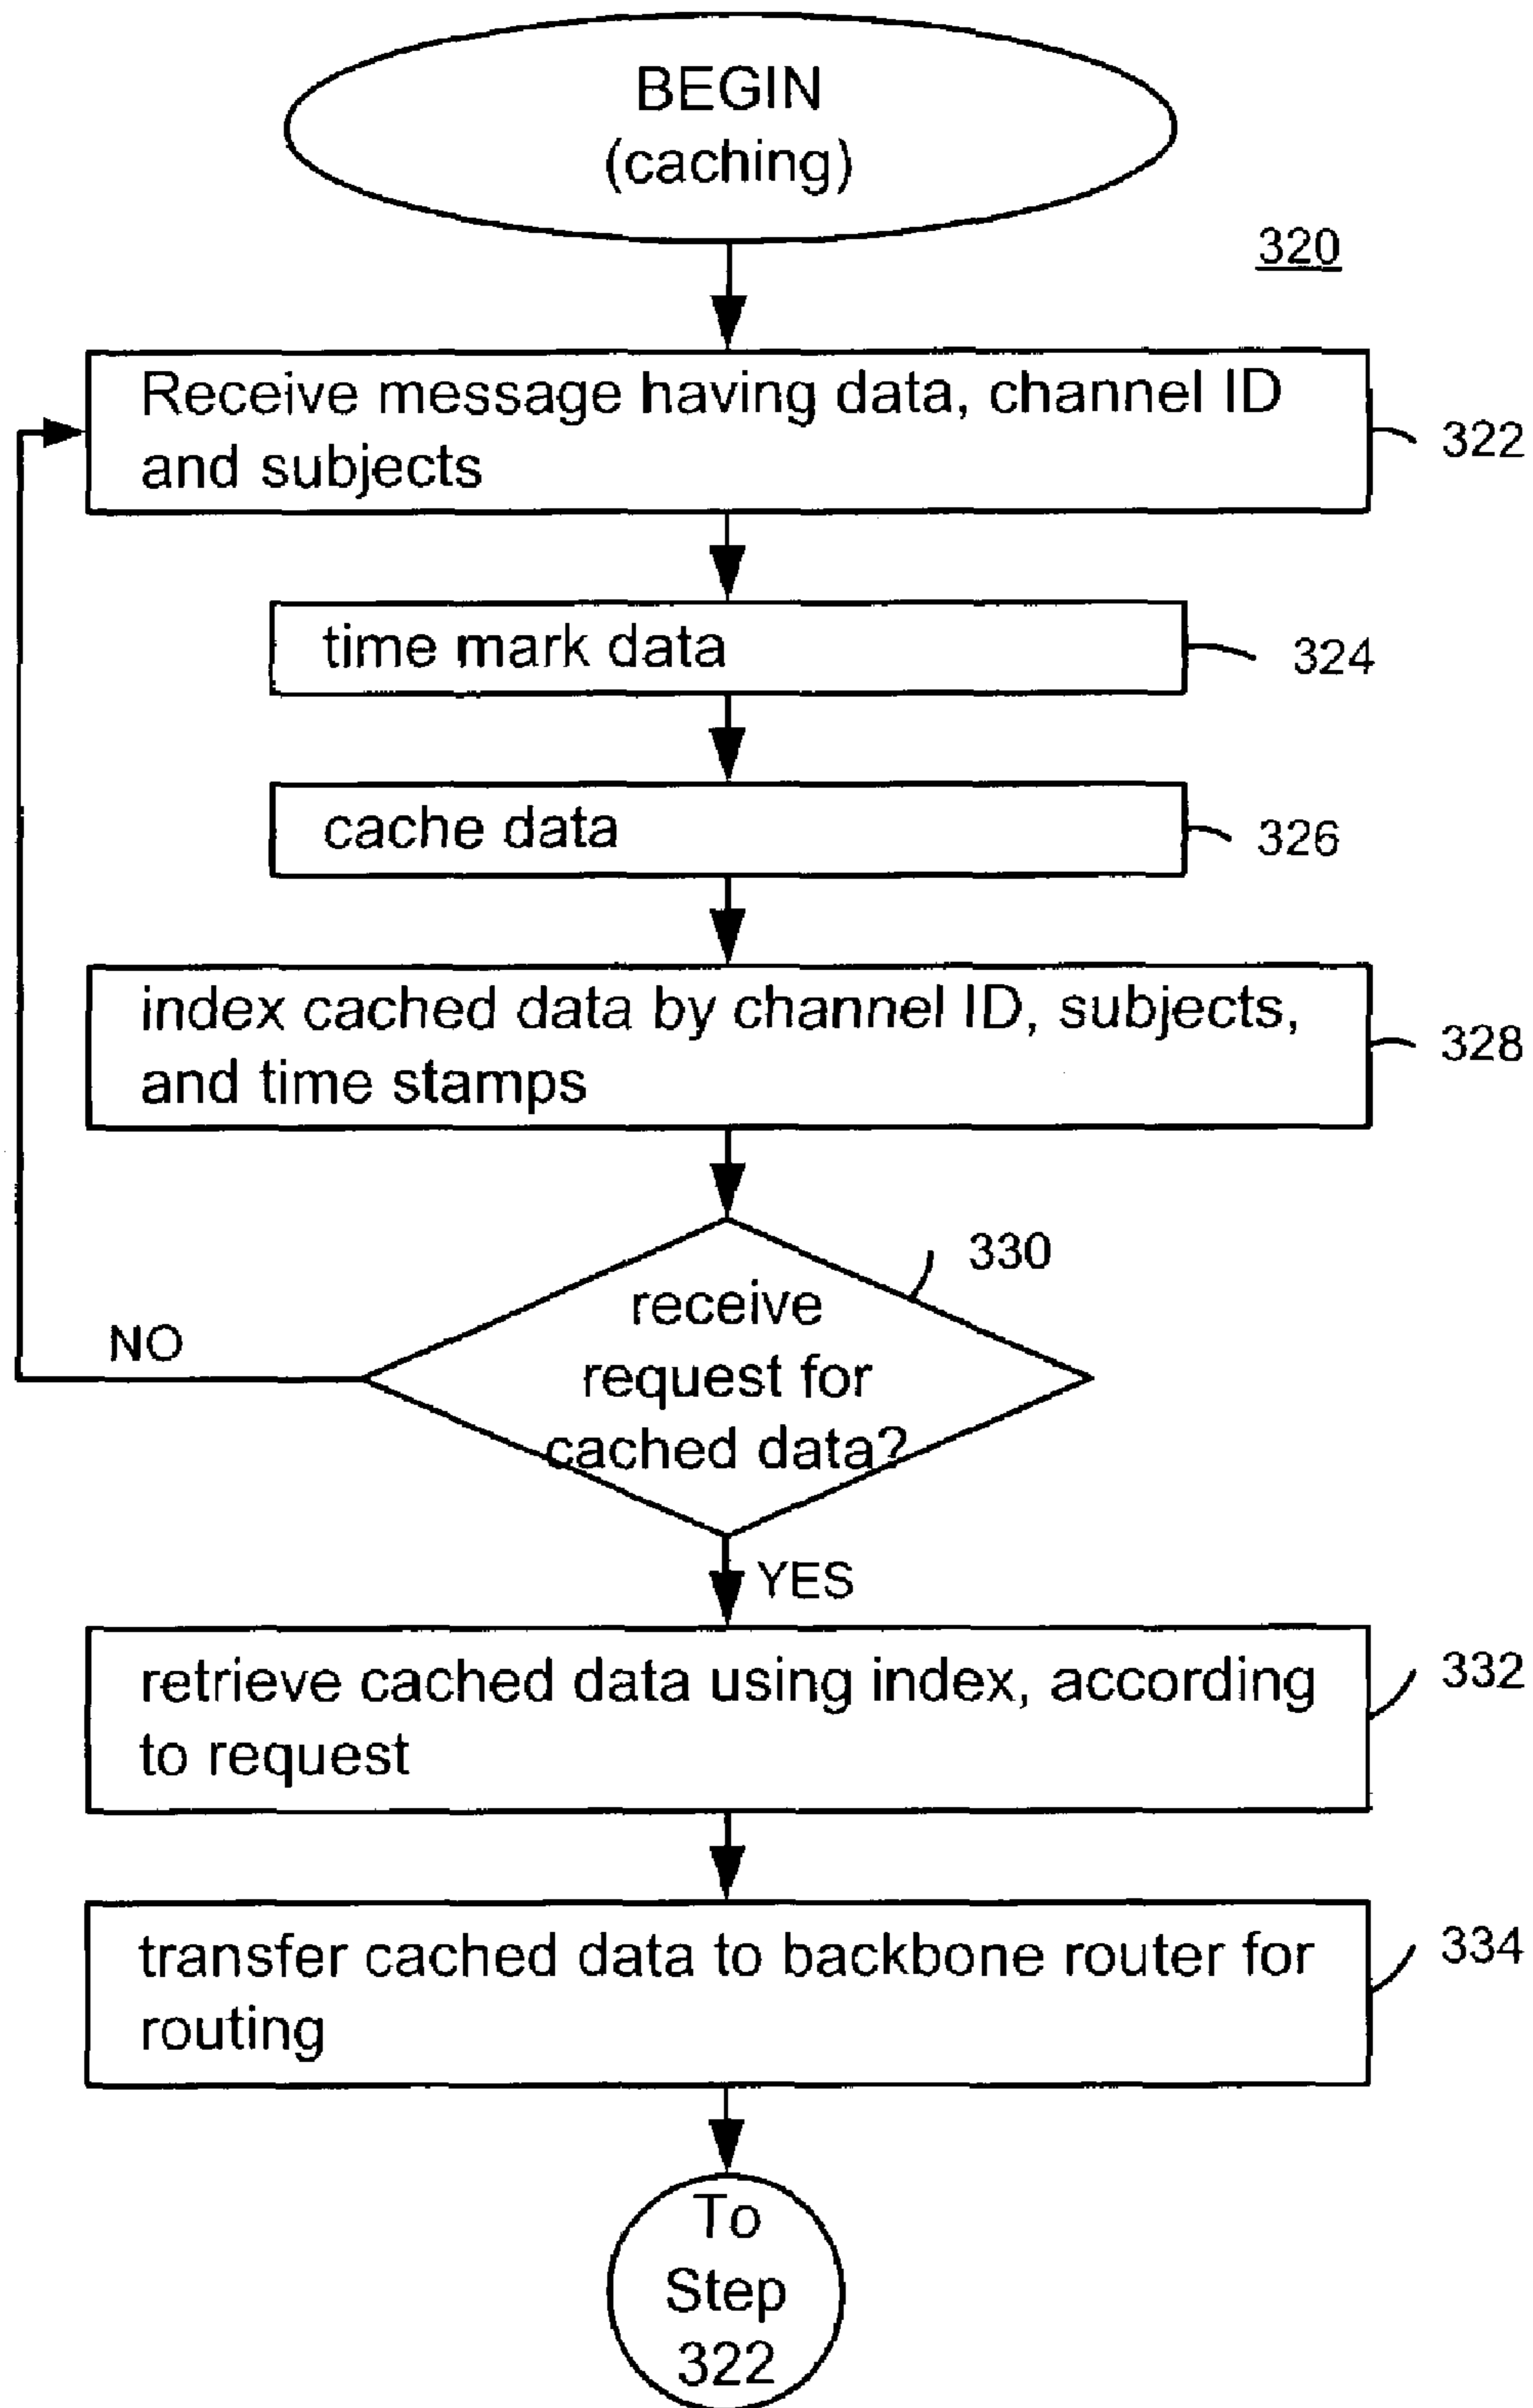 BEGIN
(caching)
320
Receive message having data, channel ID
and subjects
322
time mark data
324
cache data
326
index cached data by channel ID, subjects,
and time stamps
328
330
receive
request for
cached data?
NO
YES
retrieve cached data using index, according
to request
332
transfer cached data to backbone router for
routing
334
To
Step
322